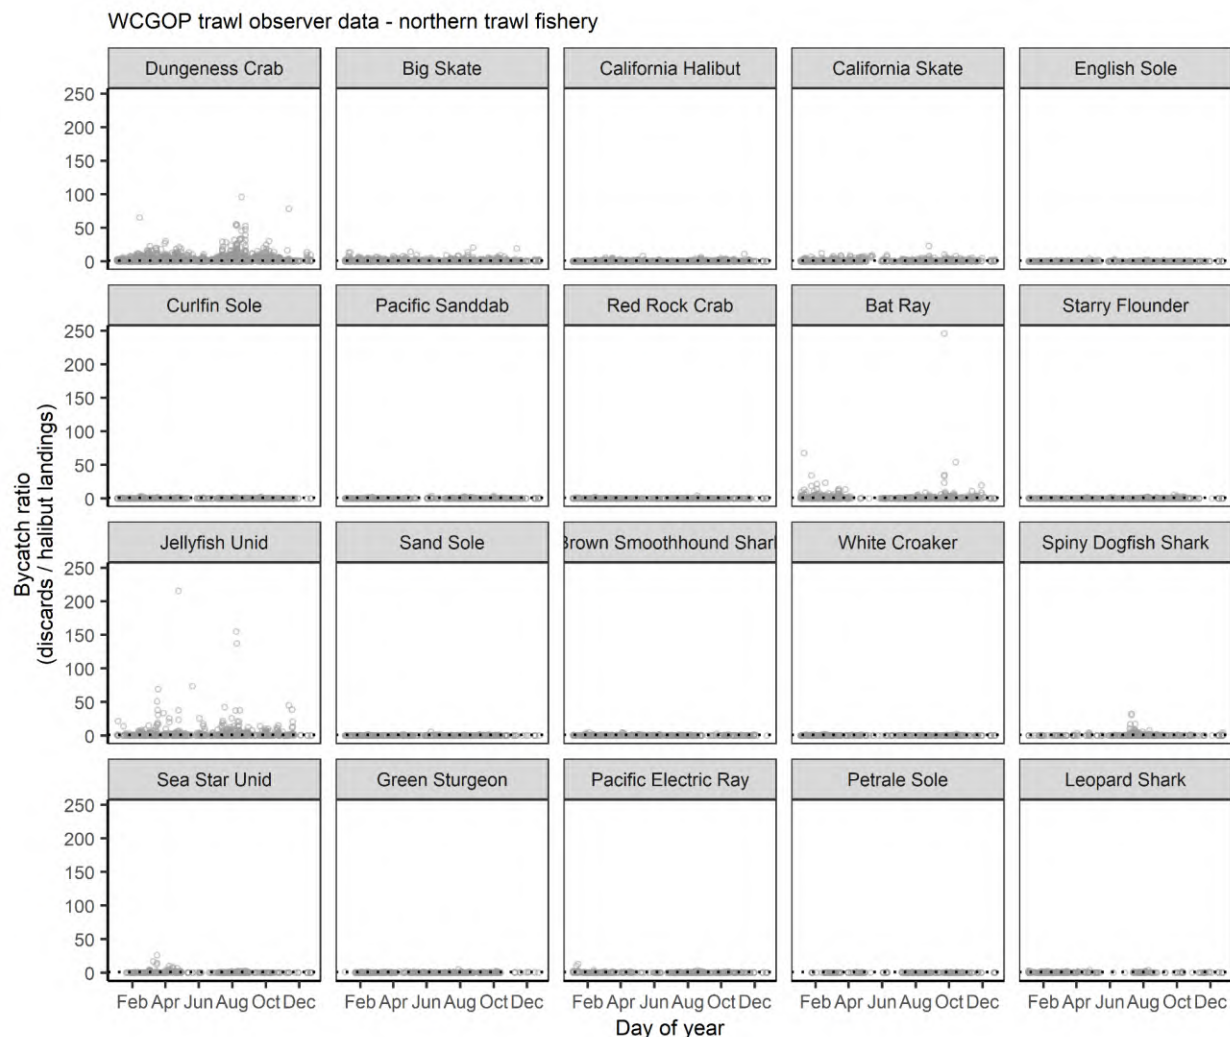 WCGOP trawl observer data - northern trawl fishery
Dungeness Crab Big Skate California Halibut California Skate English Sole
250
200
150
100
50
0
Curlfin Sole Pacific Sanddab Red Rock Crab Bat Ray Starry Flounder
250
200
150
100
50
0
Bycatch ratio
(discards / halibut landings)
Jellyfish Unid Sand Sole Brown Smoothhound Shark White Croaker Spiny Dogfish Shark
250
200
150
100
50
0
Sea Star Unid Green Sturgeon Pacific Electric Ray Petrale Sole Leopard Shark
250
200
150
100
50
0
Feb Apr Jun Aug Oct Dec Feb Apr Jun Aug Oct Dec Feb Apr Jun Aug Oct Dec Feb Apr Jun Aug Oct Dec Feb Apr Jun Aug Oct Dec
Day of year